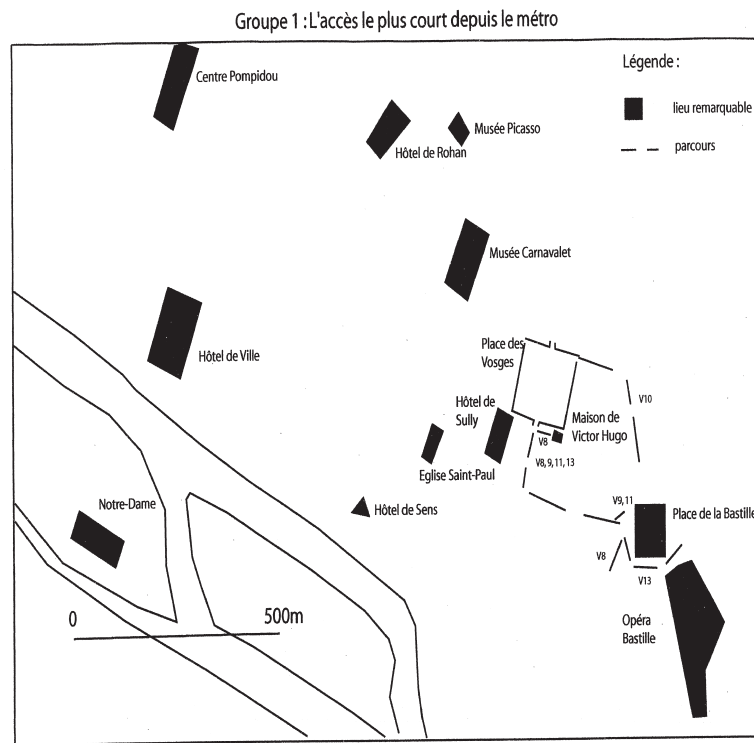 Groupe 1 : L'accès le plus court depuis le métro
Légende :
lieu remarquable
parcours
Centre Pompidou
Musée Picasso
Hôtel de Rohan
Musée Carnavalet
Hôtel de Ville
Place des
Vosges
V10
Hôtel de
Sully
Maison de
Victor Hugo
V8
V8, 9, 11, 13
Eglise Saint-Paul
Notre-Dame
Hôtel de Sens
V9, 11
Place de la Bastille
V8
V13
0
500m
Opéra
Bastille